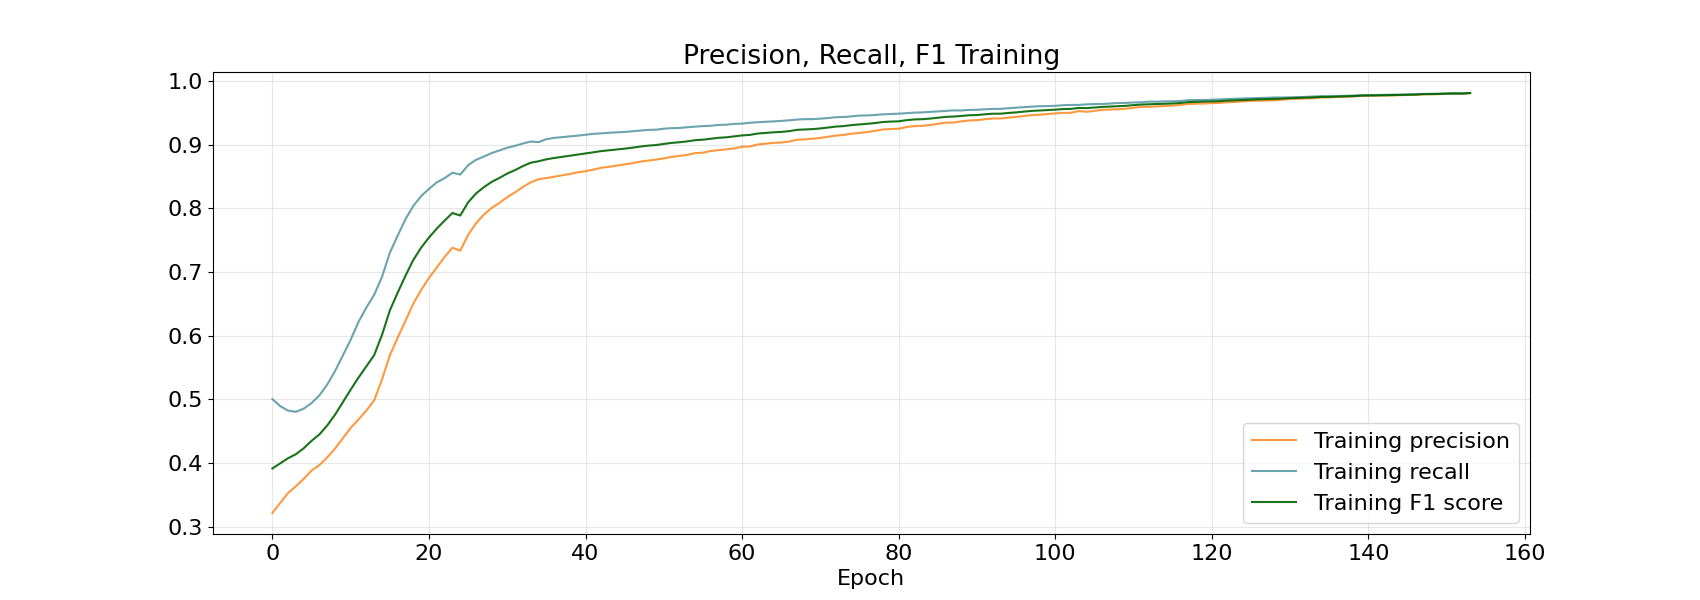 Precision, Recall, F1 Training
1.0
0.9
0.8
0.7
0.6
0.5
0.4
0.3
Training precision
Training recall
Training F1 score
0 20 40 60 80 100 120 140 160
Epoch